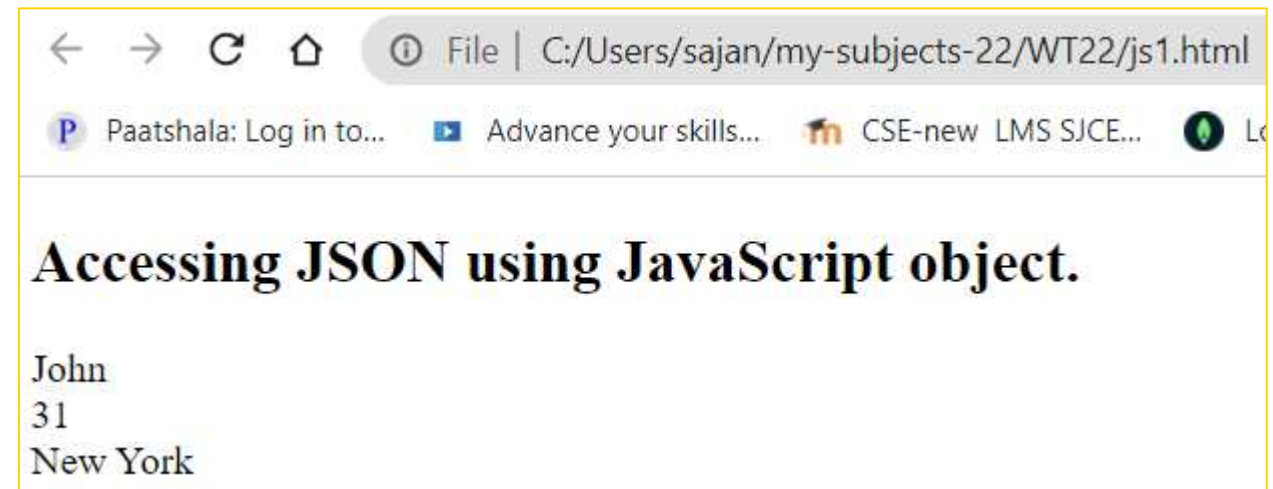 File | C:/Users/sajan/my-subjects-22/WT22/js1.html
P Paatshala: Log in to... Advance your skills... CSE-new LMS SJCE...
Accessing JSON using JavaScript object.
John
31
New York